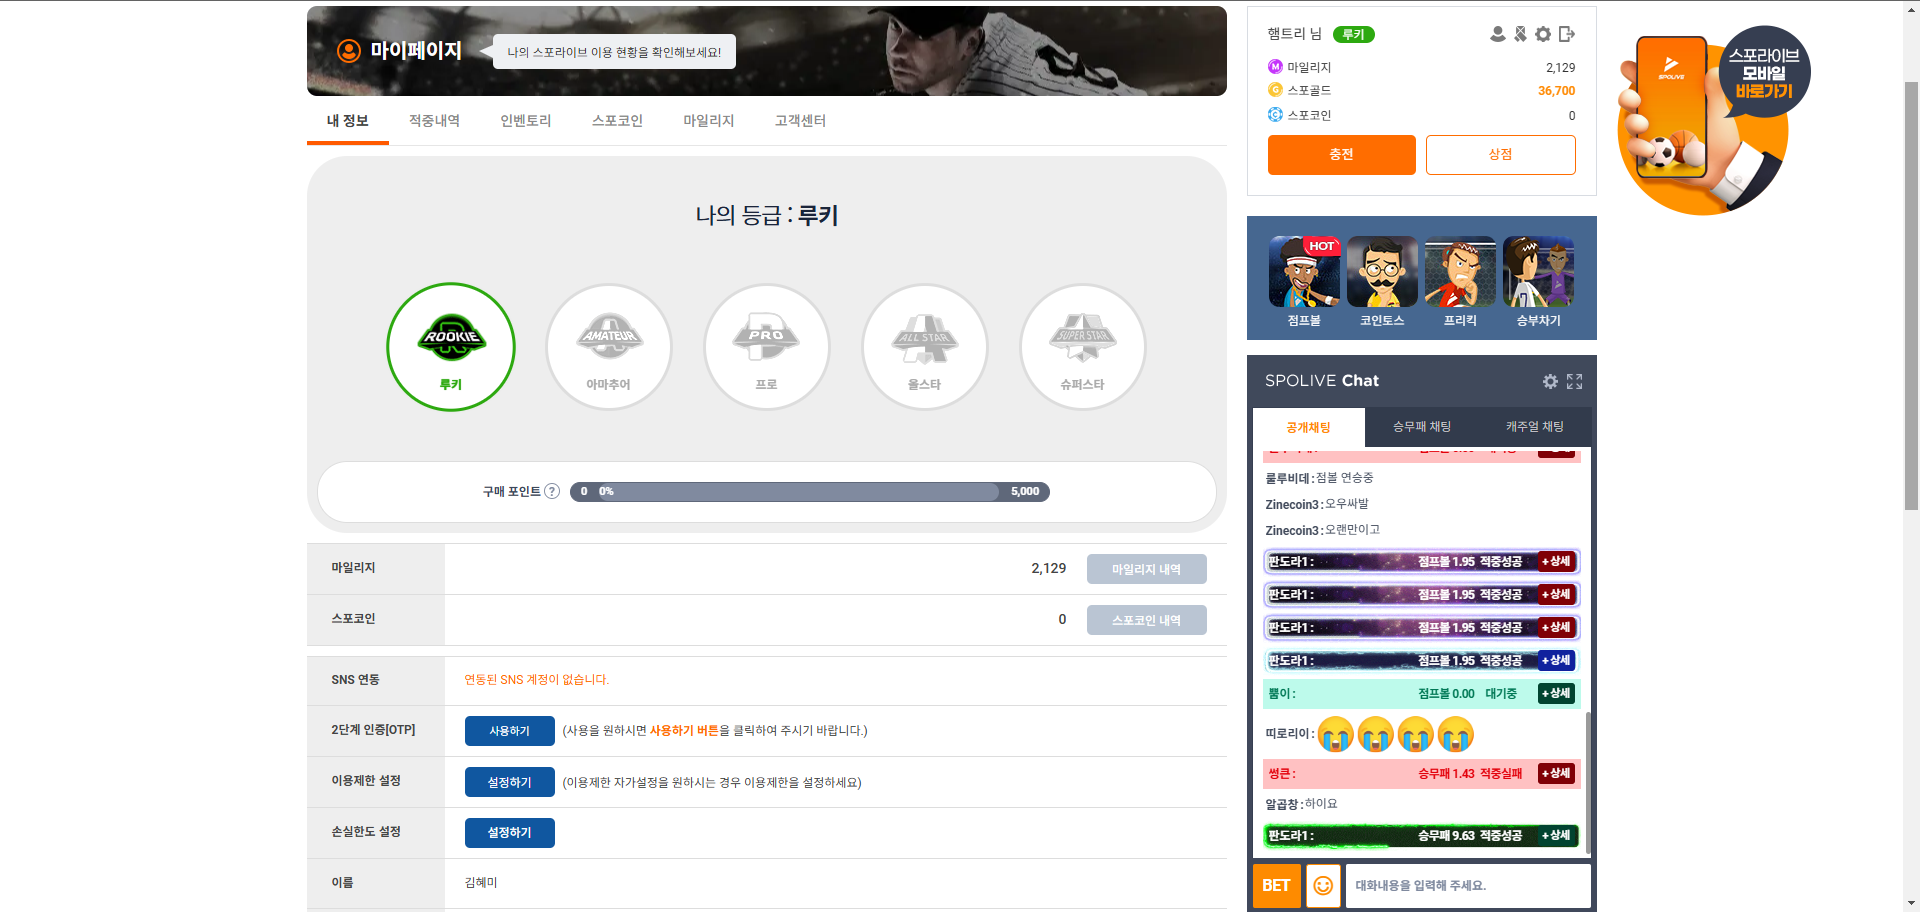 마이페이지
나의 스포라이브 이용 현황을 확인해보세요!
내 정보
적중내역
인벤토리
스포코인
마일리지
고객센터
나의 등급 : 루키
ROOKIE
루키
AMATEUR
아마추어
PRO
프로
ALL STAR
올스타
SUPER STAR
슈퍼스타
구매 포인트 ?
0 0% 5,000
마일리지 2,129 마일리지 내역
스포코인 0 스포코인 내역
SNS 연동 연동된 SNS 계정이 없습니다.
2단계 인증[OTP] 사용하기 (사용을 원하시면 사용하기 버튼을 클릭하여 주시기 바랍니다.)
이용제한 설정 설정하기 (이용제한 자가설정을 원하시는 경우 이용제한을 설정하세요)
손실한도 설정 설정하기
이름 김혜미
햄트리 님 루키
M 마일리지 2,129
G 스포골드 36,700
C 스포코인 0
충전
상점
HOT
점프볼
코인토스
프리킥
승부차기
SPOLIVE Chat
공개채팅
승무패 채팅
캐주얼 채팅
룰루비데 : 점볼 연승중
Zinecoin3 : 오우싸발
Zinecoin3 : 오랜만이고
판도라1 : 점프볼 1.95 적중성공 +상세
판도라1 : 점프볼 1.95 적중성공 +상세
판도라1 : 점프볼 1.95 적중성공 +상세
판도라1 : 점프볼 1.95 적중성공 +상세
뿔이 : 점프볼 0.00 대기중 +상세
띠로리이 :
썽큰 : 승무패 1.43 적중실패 +상세
알곱창 : 하이요
판도라1 : 승무패 9.63 적중성공 +상세
BET
대화내용을 입력해 주세요.
SPOLIVE
스포라이브
모바일
바로가기